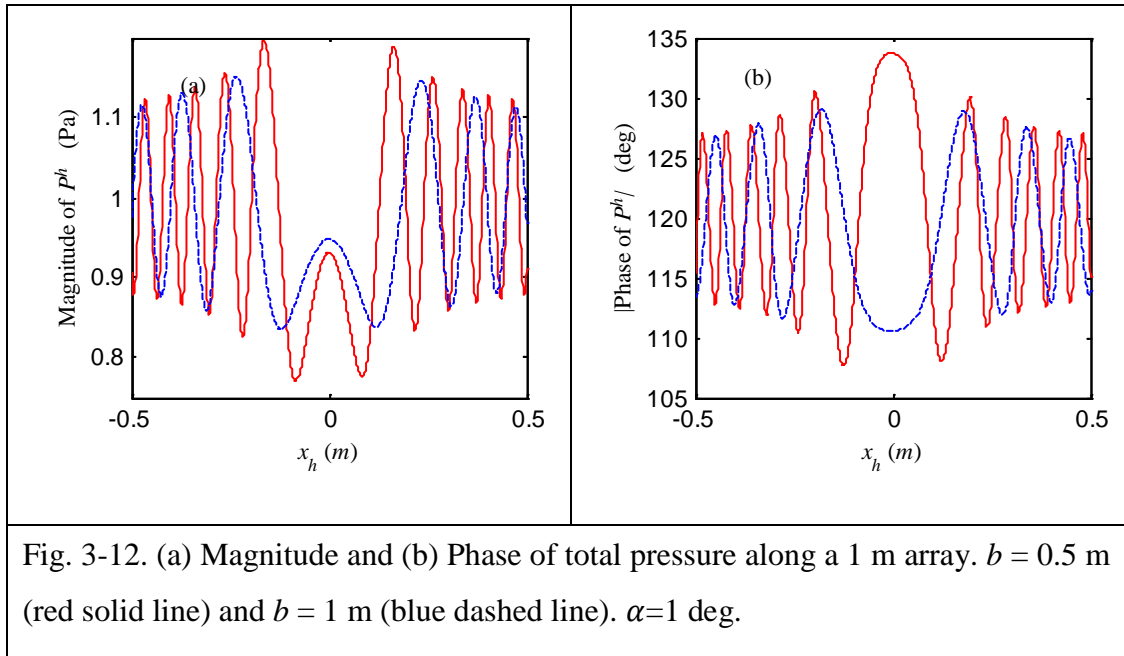 (a)
Magnitude of P^h (Pa)
1.1
1
0.9
0.8
-0.5
0
0.5
x_h (m)
(b)
|Phase of P^h| (deg)
135
130
125
120
115
110
105
-0.5
0
0.5
x_h (m)
Fig. 3-12. (a) Magnitude and (b) Phase of total pressure along a 1 m array. b = 0.5 m
(red solid line) and b = 1 m (blue dashed line). α=1 deg.